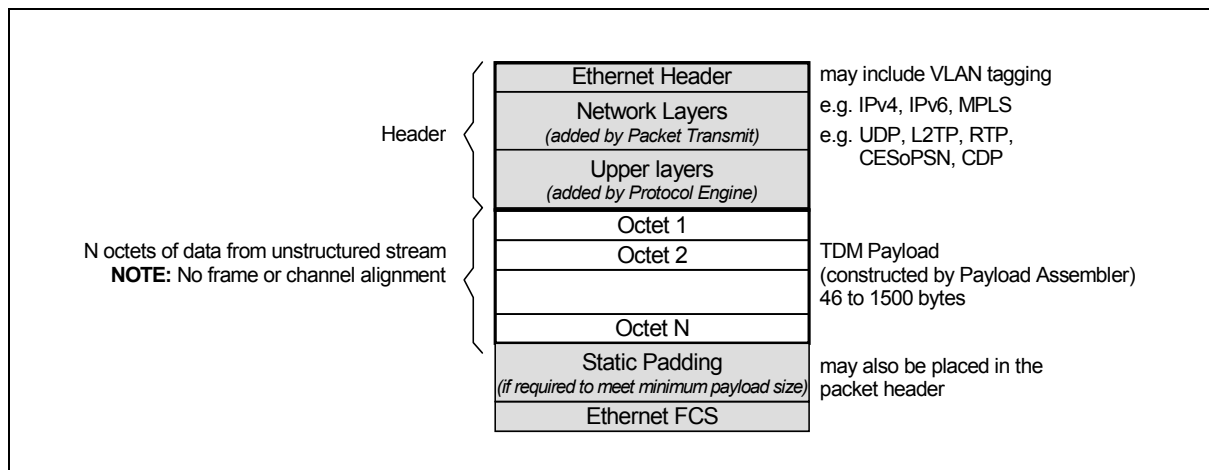 Ethernet Header
may include VLAN tagging
Network Layers
(added by Packet Transmit)
e.g. IPv4, IPv6, MPLS
Header
e.g. UDP, L2TP, RTP,
CESoPSN, CDP
Upper layers
(added by Protocol Engine)
Octet 1
N octets of data from unstructured stream
NOTE: No frame or channel alignment
Octet 2
TDM Payload
(constructed by Payload Assembler)
46 to 1500 bytes
Octet N
Static Padding
(if required to meet minimum payload size)
may also be placed in the
packet header
Ethernet FCS